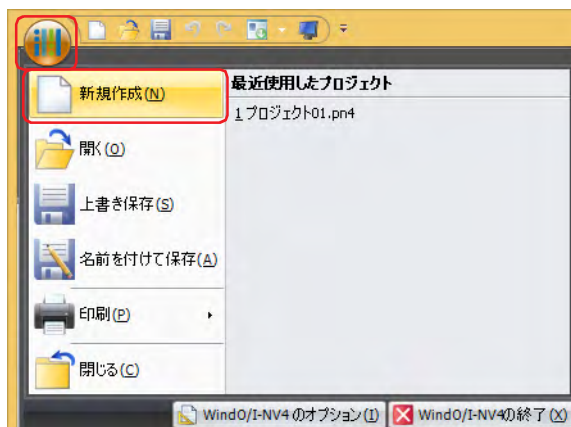 新規作成(N)
開く(O)
上書き保存(S)
名前を付けて保存(A)
印刷(P)
閉じる(C)
最近使用したプロジェクト
1 プロジェクト01.pn4
WindO/I-NV4 のオプション(I)
WindO/I-NV4の終了(X)